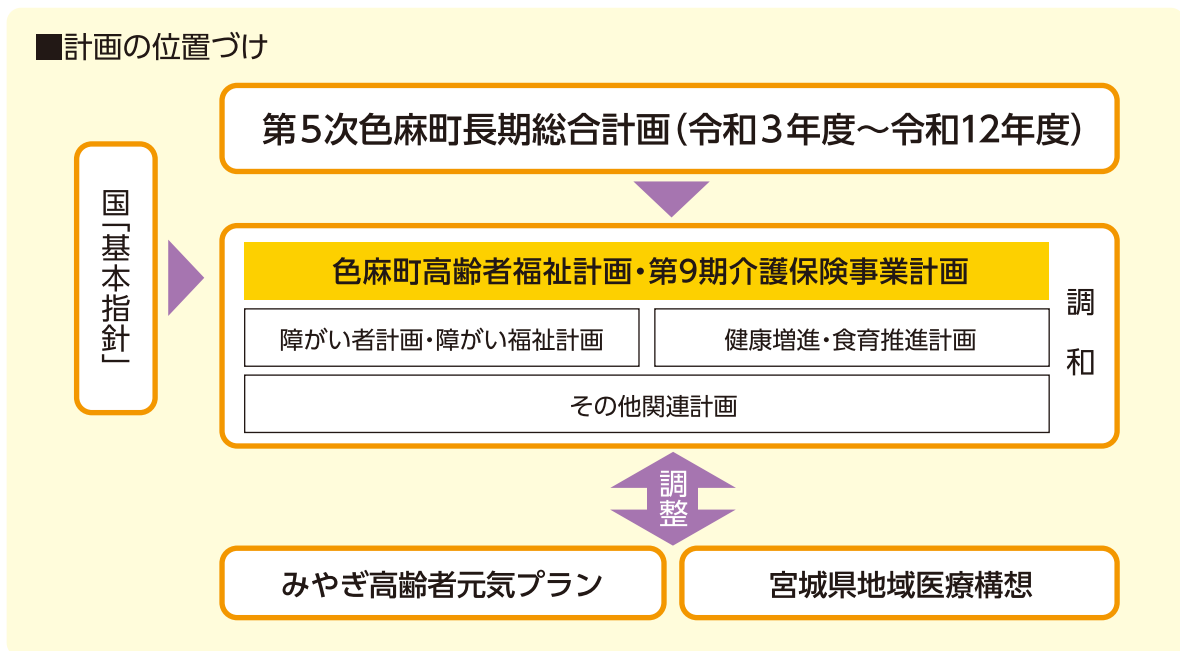 ■計画の位置づけ
第5次色麻町長期総合計画(令和3年度～令和12年度)
国「基本指針」
色麻町高齢者福祉計画・第9期介護保険事業計画
障がい者計画・障がい福祉計画
健康増進・食育推進計画
その他関連計画
調和
調整
みやぎ高齢者元気プラン
宮城県地域医療構想